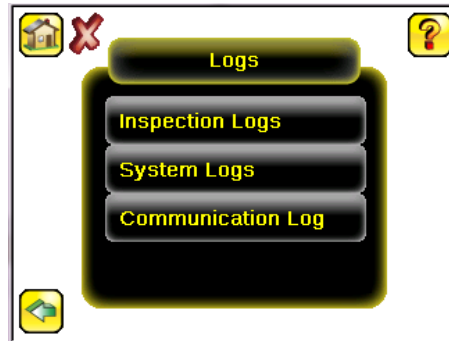 ?
Logs
Inspection Logs
System Logs
Communication Log